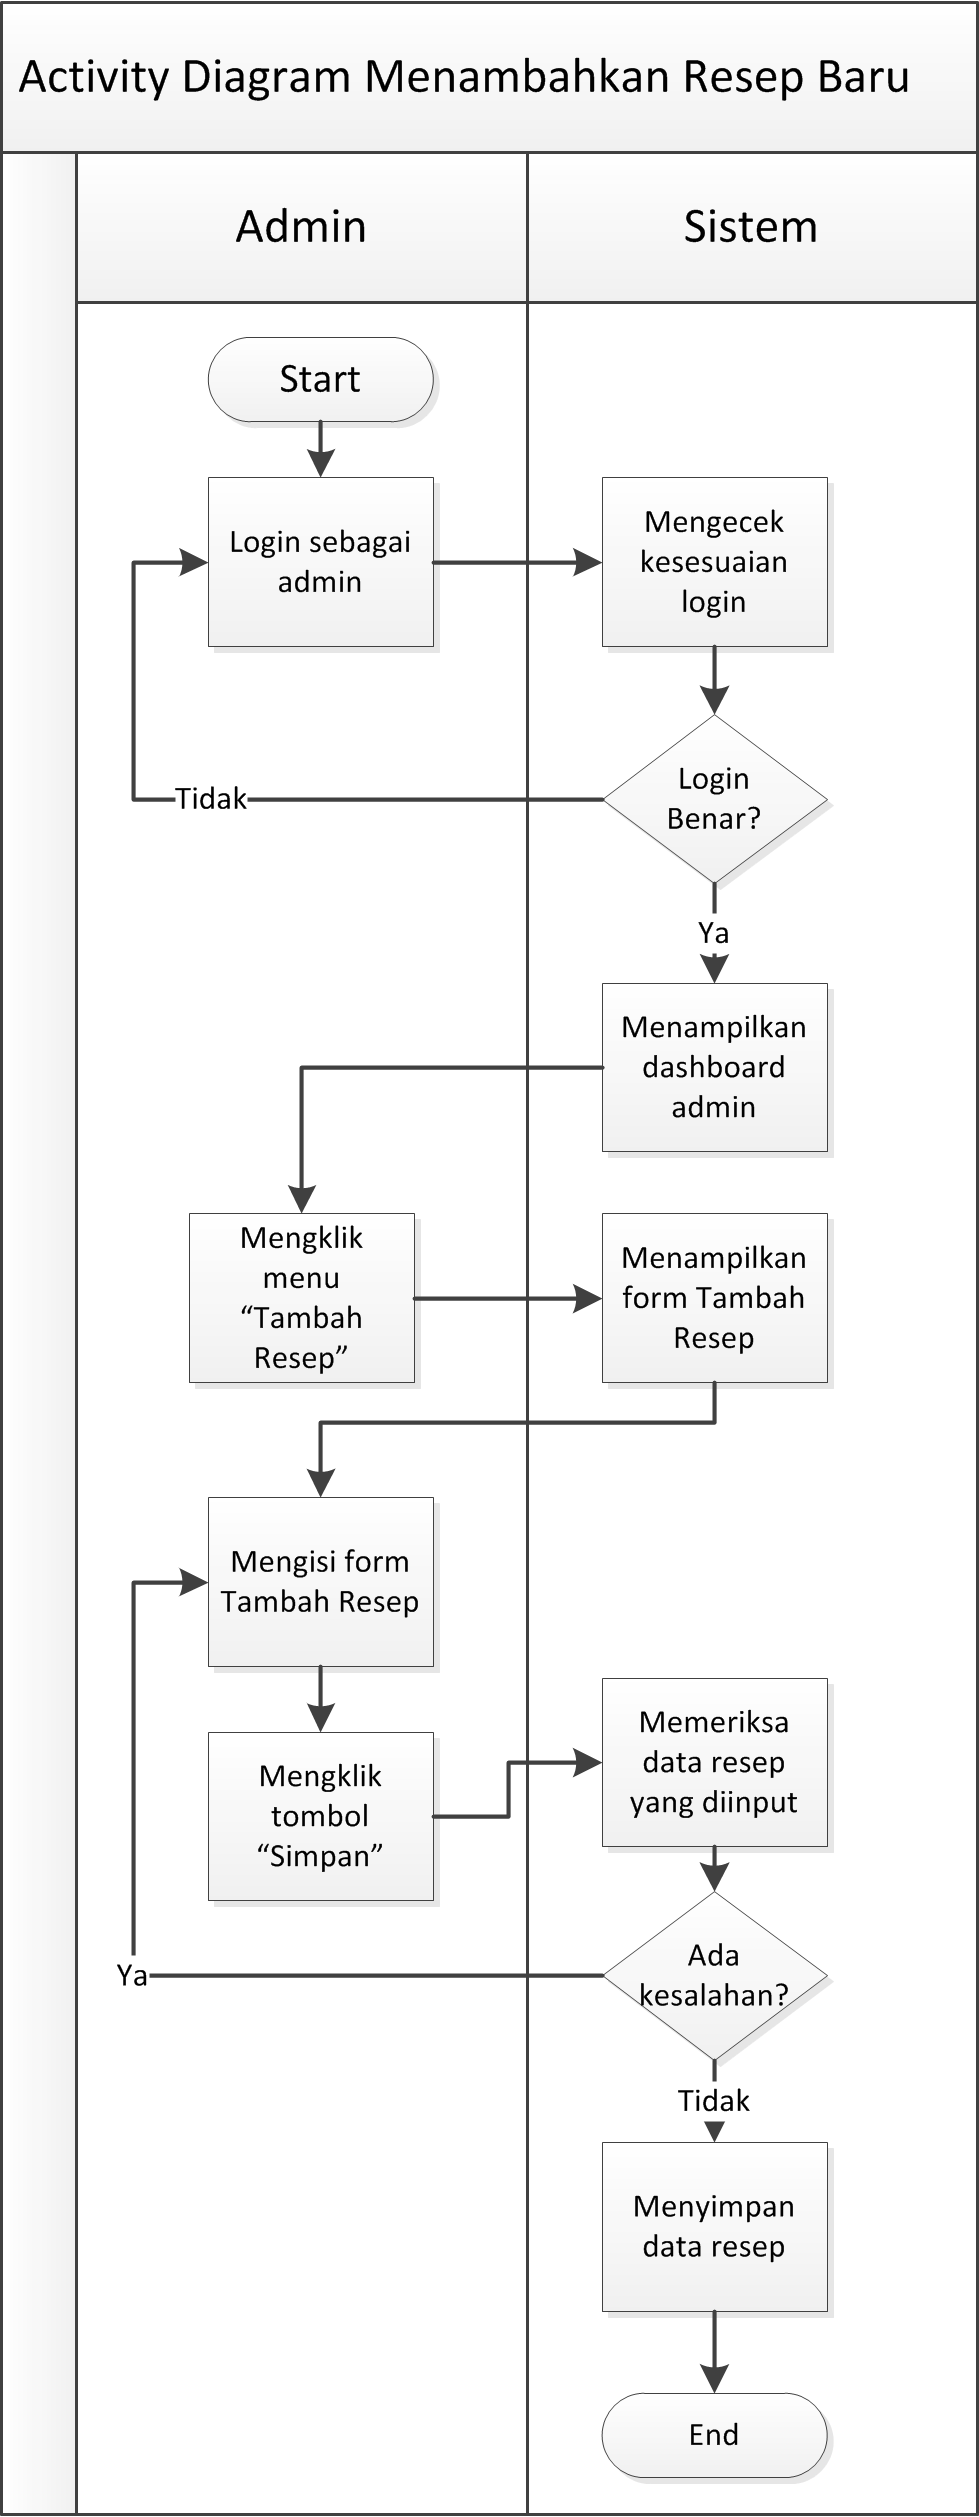 Activity Diagram Menambahkan Resep Baru
Admin
Sistem
Start
Login sebagai
admin
Mengecek
kesesuaian
login
Login
Benar?
Tidak
Ya
Menampilkan
dashboard
admin
Mengklik
menu
“Tambah
Resep”
Menampilkan
form Tambah
Resep
Mengisi form
Tambah Resep
Mengklik
tombol
“Simpan”
Memeriksa
data resep
yang diinput
Ada
kesalahan?
Ya
Tidak
Menyimpan
data resep
End